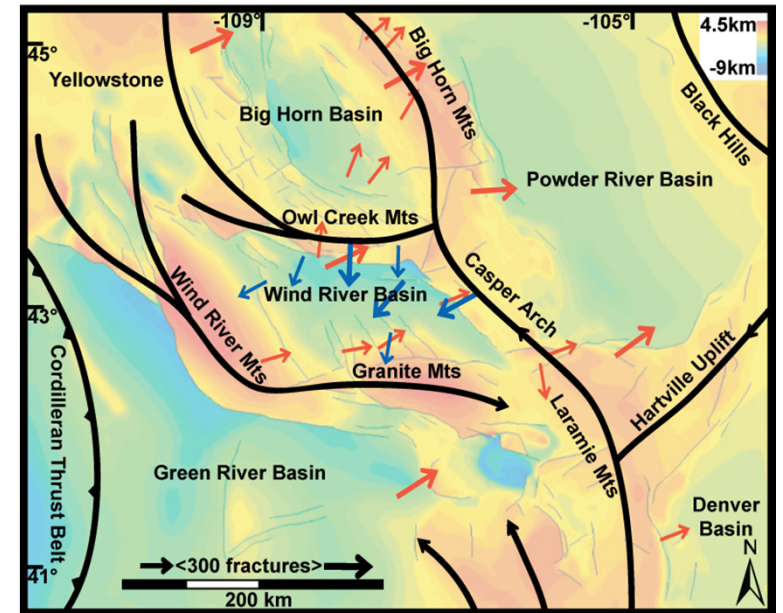 -109°
-105°
4.5km
-9km
45°
Yellowstone
Big Horn Mts
Big Horn Basin
Black Hills
Powder River Basin
Owl Creek Mts
Wind River Basin
Casper Arch
43°
Wind River Mts
Granite Mts
Cordilleran Thrust Belt
Hartville Uplift
Laramie Mts
Green River Basin
Denver
Basin
N
<300 fractures>
200 km
41°